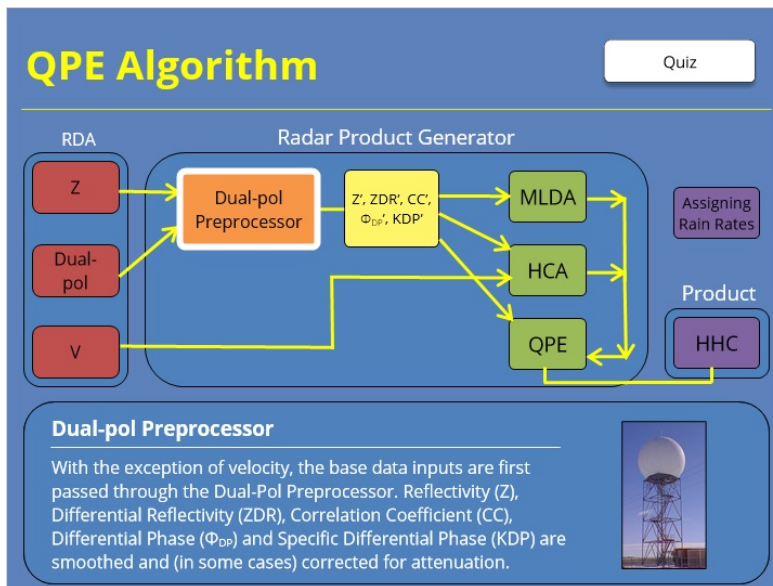 QPE Algorithm
Quiz
RDA
Radar Product Generator
Z
Dual-pol
Preprocessor
Z', ZDR', CC',
ΦDP', KDP'
MLDA
Assigning
Rain Rates
Dual-
pol
HCA
Product
V
QPE
HHC
Dual-pol Preprocessor
With the exception of velocity, the base data inputs are first
passed through the Dual-Pol Preprocessor. Reflectivity (Z),
Differential Reflectivity (ZDR), Correlation Coefficient (CC),
Differential Phase (ΦDP) and Specific Differential Phase (KDP) are
smoothed and (in some cases) corrected for attenuation.